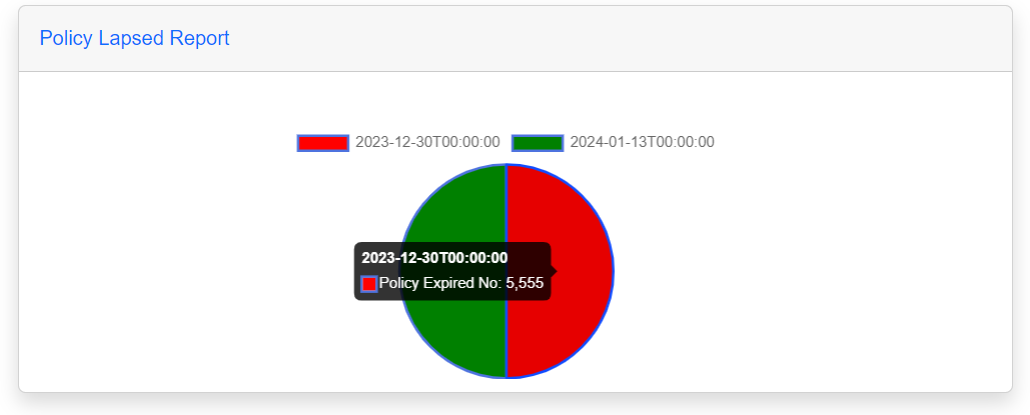 Policy Lapsed Report
2023-12-30T00:00:00 2024-01-13T00:00:00
2023-12-30T00:00:00
Policy Expired No: 5,555